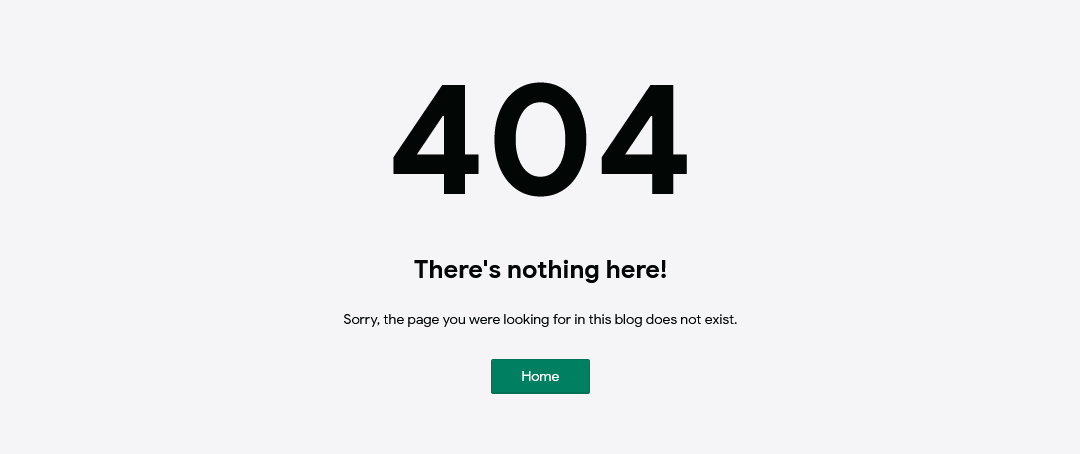 404
There's nothing here!
Sorry, the page you were looking for in this blog does not exist.
Home